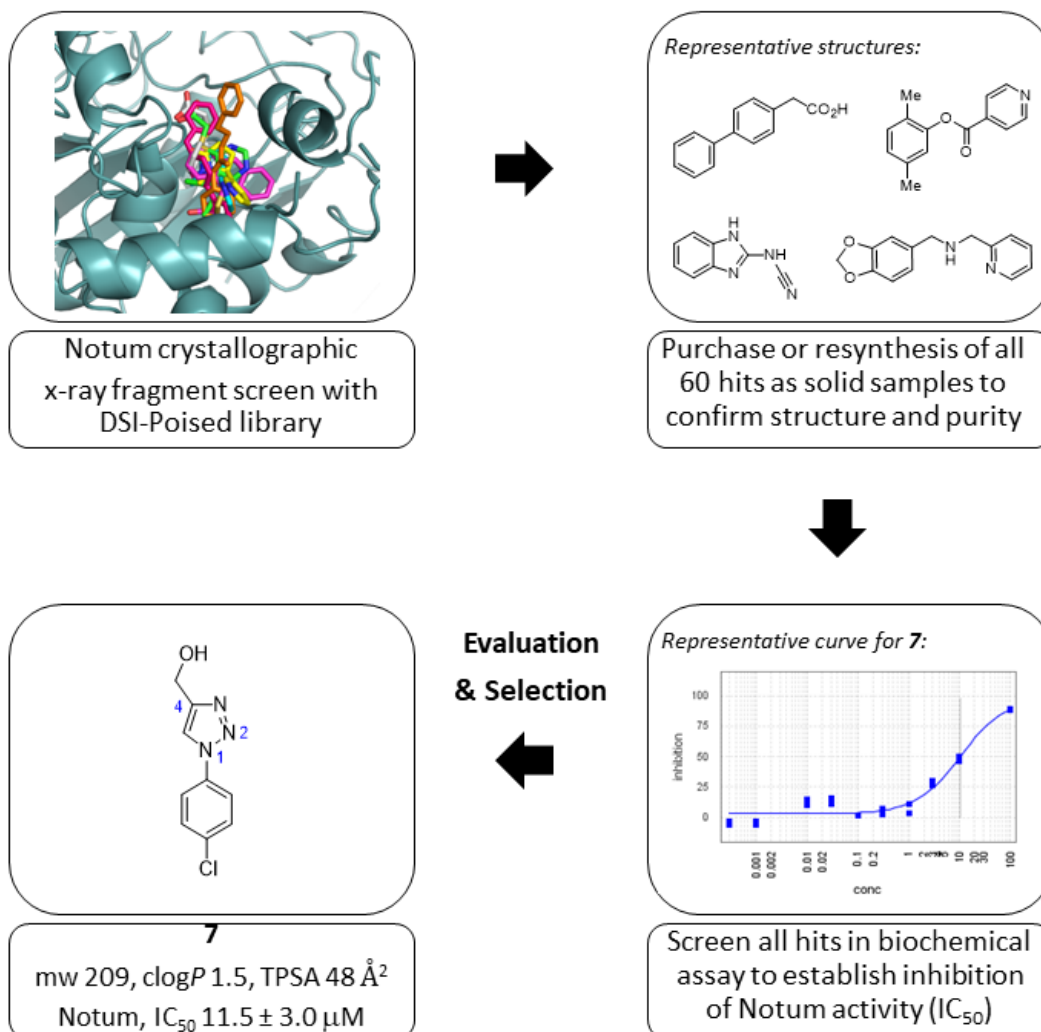 Representative structures:
CO₂H
Me
O
O
N
Me
H
N
N
NH
N
O
O
N
H
N
Notum crystallographic
x-ray fragment screen with
DSI-Poised library
Purchase or resynthesis of all
60 hits as solid samples to
confirm structure and purity
OH
4
N
N
2
N
1
Cl
Evaluation
& Selection
Representative curve for 7:
100
75
50
25
0
inhibition
0.001
0.002
0.01
0.02
0.1
0.2
1
2
10
20
30
100
conc
7
mw 209, clogP 1.5, TPSA 48 Å²
Notum, IC₅₀ 11.5 ± 3.0 μM
Screen all hits in biochemical
assay to establish inhibition
of Notum activity (IC₅₀)